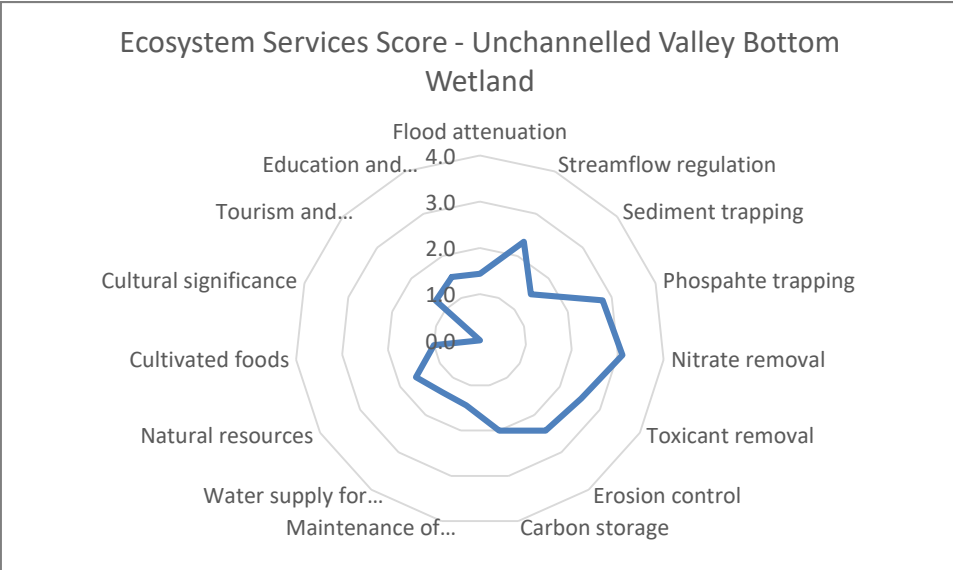 Ecosystem Services Score - Unchannelled Valley Bottom
Wetland
Flood attenuation
4.0
Education and...
Streamflow regulation
3.0
Tourism and...
Sediment trapping
2.0
Cultural significance
1.0
Phospahte trapping
0.0
Cultivated foods
Nitrate removal
Natural resources
Toxicant removal
Water supply for...
Erosion control
Maintenance of...
Carbon storage